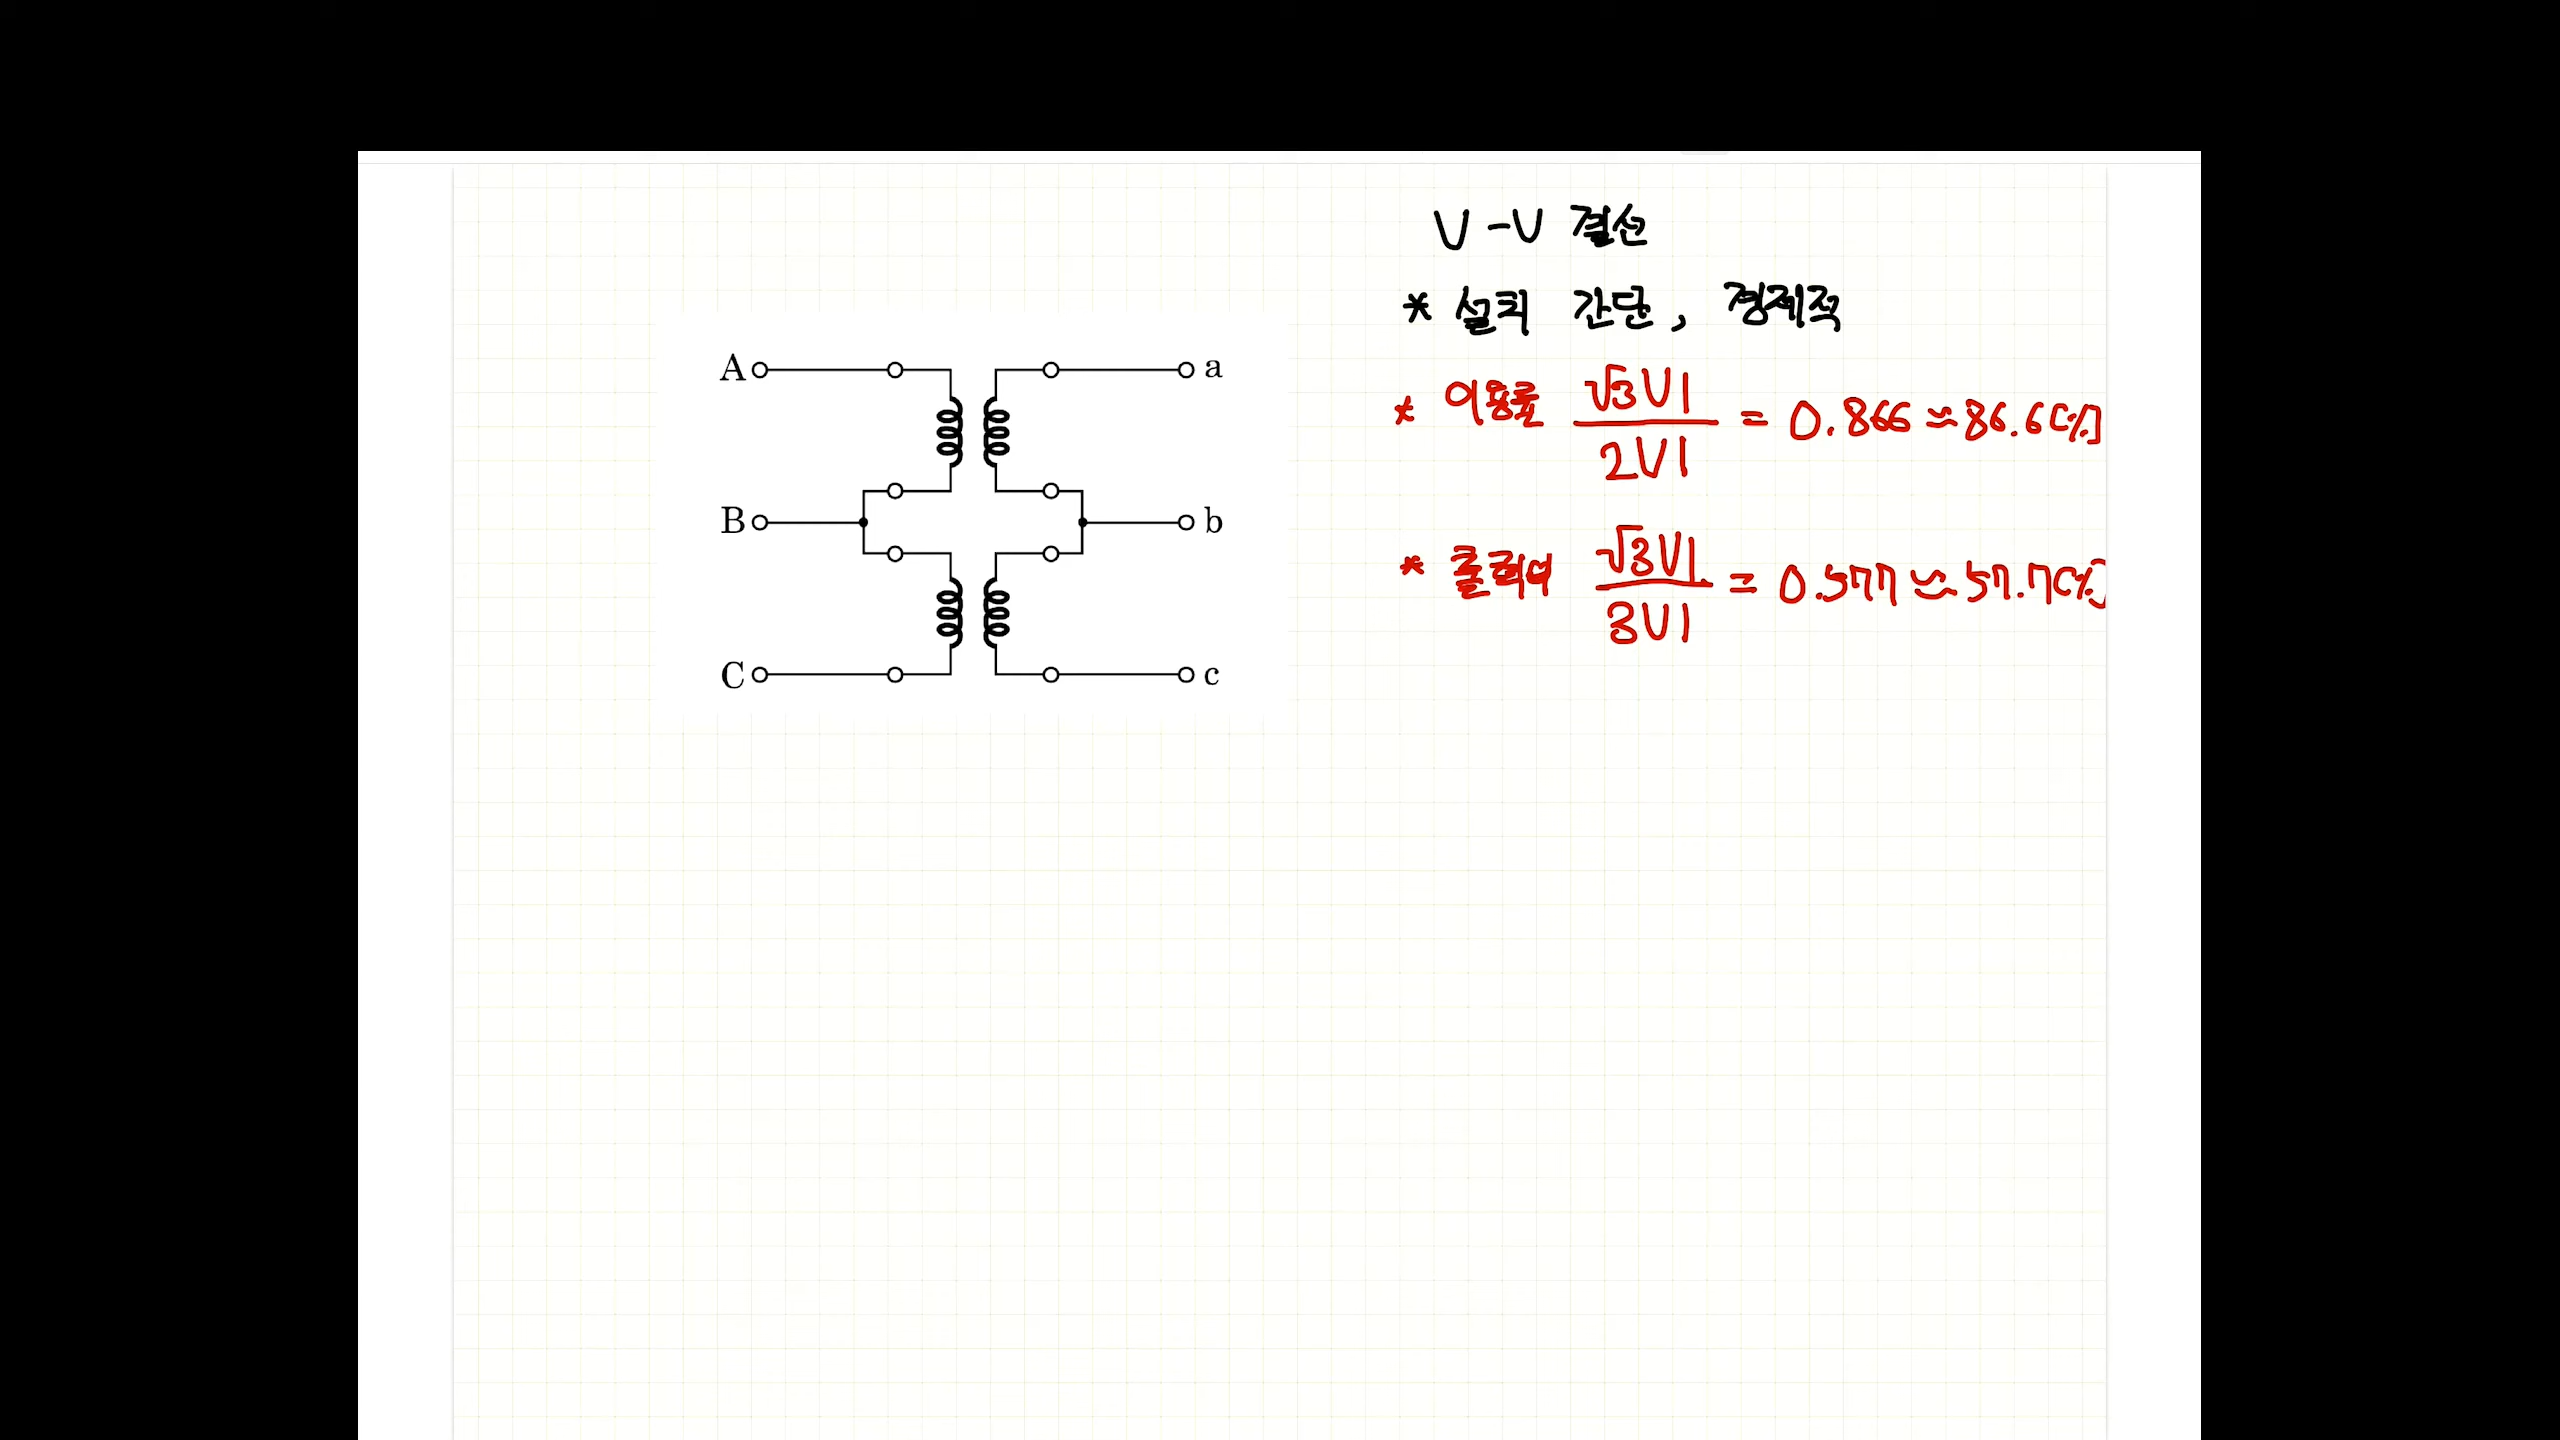 V-V 결선
* 설치 간단, 경제적
A a
* 이용률 √3VI / 2VI = 0.866 ≃ 86.6[%]
B b
* 출력비 √3VI / 3VI = 0.577 ≃ 57.7[%]
C c